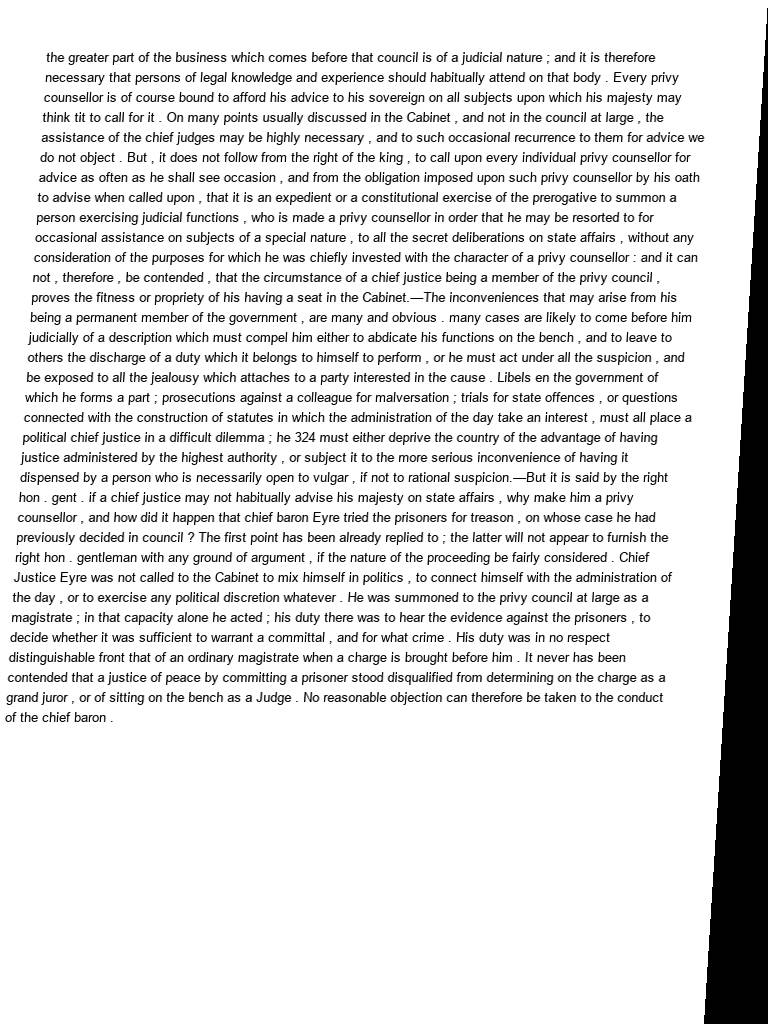 the greater part of the business which comes before that council is of a judicial nature ; and it is therefore
necessary that persons of legal knowledge and experience should habitually attend on that body . Every privy
counsellor is of course bound to afford his advice to his sovereign on all subjects upon which his majesty may
think tit to call for it . On many points usually discussed in the Cabinet , and not in the council at large , the
assistance of the chief judges may be highly necessary , and to such occasional recurrence to them for advice we
do not object . But , it does not follow from the right of the king , to call upon every individual privy counsellor for
advice as often as he shall see occasion , and from the obligation imposed upon such privy counsellor by his oath
to advise when called upon , that it is an expedient or a constitutional exercise of the prerogative to summon a
person exercising judicial functions , who is made a privy counsellor in order that he may be resorted to for
occasional assistance on subjects of a special nature , to all the secret deliberations on state affairs , without any
consideration of the purposes for which he was chiefly invested with the character of a privy counsellor : and it can
not , therefore , be contended , that the circumstance of a chief justice being a member of the privy council ,
proves the fitness or propriety of his having a seat in the Cabinet.—The inconveniences that may arise from his
being a permanent member of the government , are many and obvious . many cases are likely to come before him
judicially of a description which must compel him either to abdicate his functions on the bench , and to leave to
others the discharge of a duty which it belongs to himself to perform , or he must act under all the suspicion , and
be exposed to all the jealousy which attaches to a party interested in the cause . Libels en the government of
which he forms a part ; prosecutions against a colleague for malversation ; trials for state offences , or questions
connected with the construction of statutes in which the administration of the day take an interest , must all place a
political chief justice in a difficult dilemma ; he 324 must either deprive the country of the advantage of having
justice administered by the highest authority , or subject it to the more serious inconvenience of having it
dispensed by a person who is necessarily open to vulgar , if not to rational suspicion.—But it is said by the right
hon . gent . if a chief justice may not habitually advise his majesty on state affairs , why make him a privy
counsellor , and how did it happen that chief baron Eyre tried the prisoners for treason , on whose case he had
previously decided in council ? The first point has been already replied to ; the latter will not appear to furnish the
right hon . gentleman with any ground of argument , if the nature of the proceeding be fairly considered . Chief
Justice Eyre was not called to the Cabinet to mix himself in politics , to connect himself with the administration of
the day , or to exercise any political discretion whatever . He was summoned to the privy council at large as a
magistrate ; in that capacity alone he acted ; his duty there was to hear the evidence against the prisoners , to
decide whether it was sufficient to warrant a committal , and for what crime . His duty was in no respect
distinguishable front that of an ordinary magistrate when a charge is brought before him . It never has been
contended that a justice of peace by committing a prisoner stood disqualified from determining on the charge as a
grand juror , or of sitting on the bench as a Judge . No reasonable objection can therefore be taken to the conduct
of the chief baron .